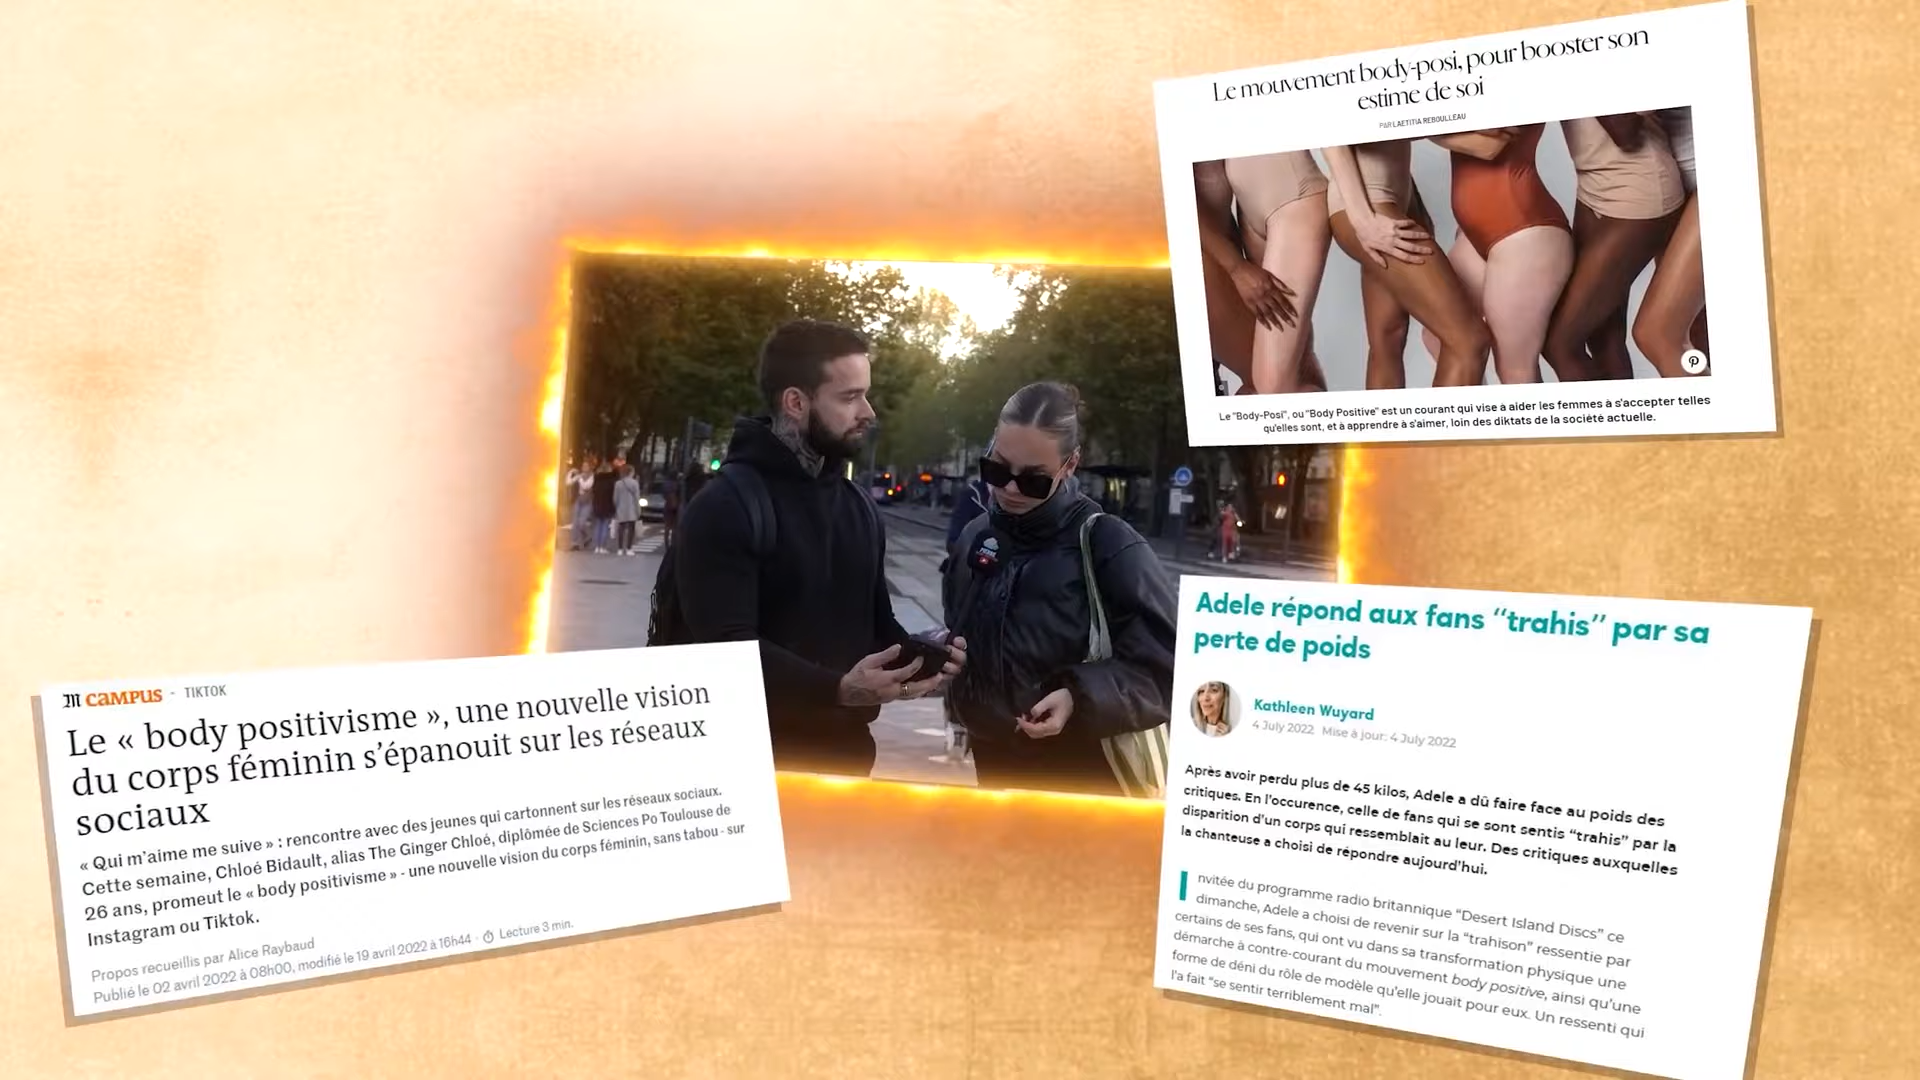 Le mouvement body-posi, pour booster son
estime de soi
PAR LAETITIA REBOULLEAU
Le "Body-Posi", ou "Body Positive" est un courant qui vise à aider les femmes à s'accepter telles
qu'elles sont, et à apprendre à s'aimer, loin des diktats de la société actuelle.
PIERRE
M CAMPUS - TIKTOK
Le « body positivisme », une nouvelle vision
du corps féminin s'épanouit sur les réseaux
sociaux
« Qui m'aime me suive » : rencontre avec des jeunes qui cartonnent sur les réseaux sociaux.
Cette semaine, Chloé Bidault, alias The Ginger Chloé, diplômée de Sciences Po Toulouse de
26 ans, promeut le « body positivisme » - une nouvelle vision du corps féminin, sans tabou - sur
Instagram ou Tiktok.
Propos recueillis par Alice Raybaud
Publié le 02 avril 2022 à 08h00, modifié le 19 avril 2022 à 16h44 · Lecture 3 min.
Adele répond aux fans “trahis” par sa
perte de poids
Kathleen Wuyard
4 July 2022 Mise à jour: 4 July 2022
Après avoir perdu plus de 45 kilos, Adele a dû faire face au poids des
critiques. En l'occurence, celle de fans qui se sont sentis “trahis” par la
disparition d'un corps qui ressemblait au leur. Des critiques auxquelles
la chanteuse a choisi de répondre aujourd'hui.
Invitée du programme radio britannique “Desert Island Discs” ce
dimanche, Adele a choisi de revenir sur la “trahison” ressentie par
certains de ses fans, qui ont vu dans sa transformation physique une
démarche à contre-courant du mouvement body positive, ainsi qu'une
forme de déni du rôle de modèle qu'elle jouait pour eux. Un ressenti qui
l'a fait “se sentir terriblement mal”.